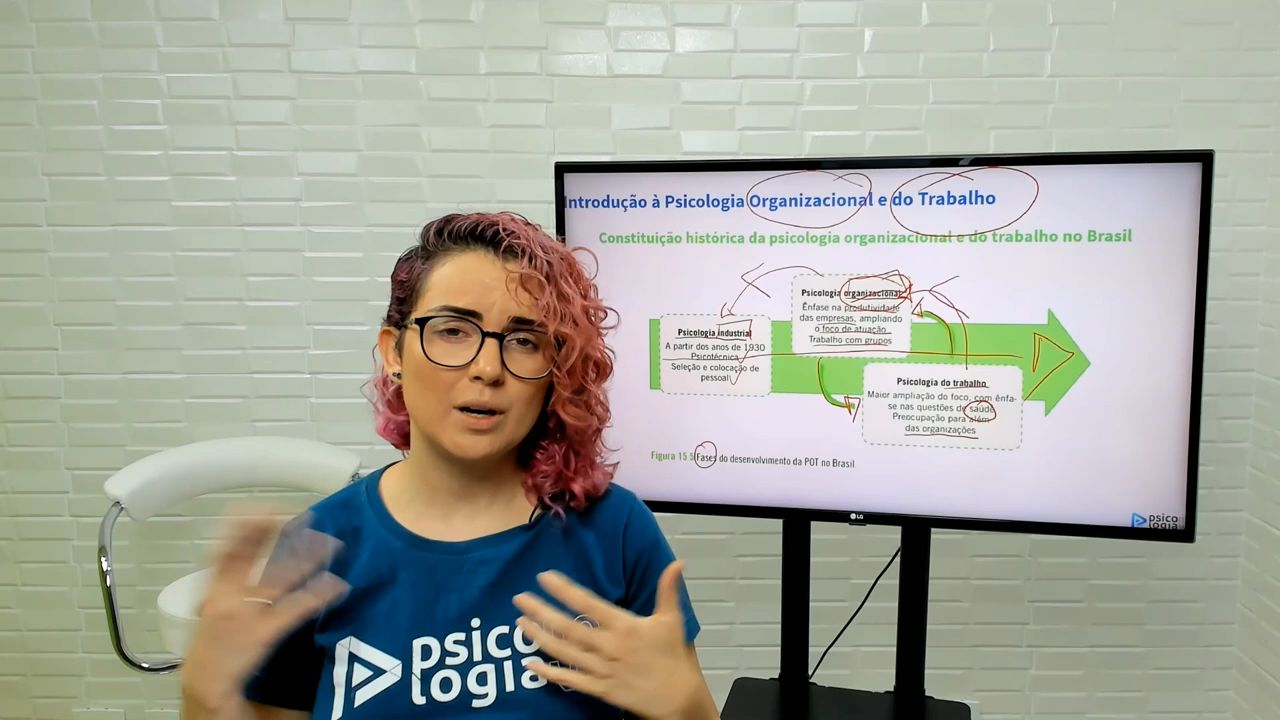 Introdução à Psicologia Organizacional e do Trabalho
Constituição histórica da psicologia organizacional e do trabalho no Brasil
Psicologia industrial
A partir dos anos de 1930
Psicotécnica
Seleção e colocação de
pessoal
Psicologia organizacional
Ênfase na produtividade
das empresas, ampliando
o foco de atuação
Trabalho com grupos
Psicologia do trabalho
Maior ampliação do foco, com ênfa-
se nas questões de saúde
Preocupação para além
das organizações
Figura 15.5 Fases do desenvolvimento da POT no Brasil
LG
psico
logia
psico
logia